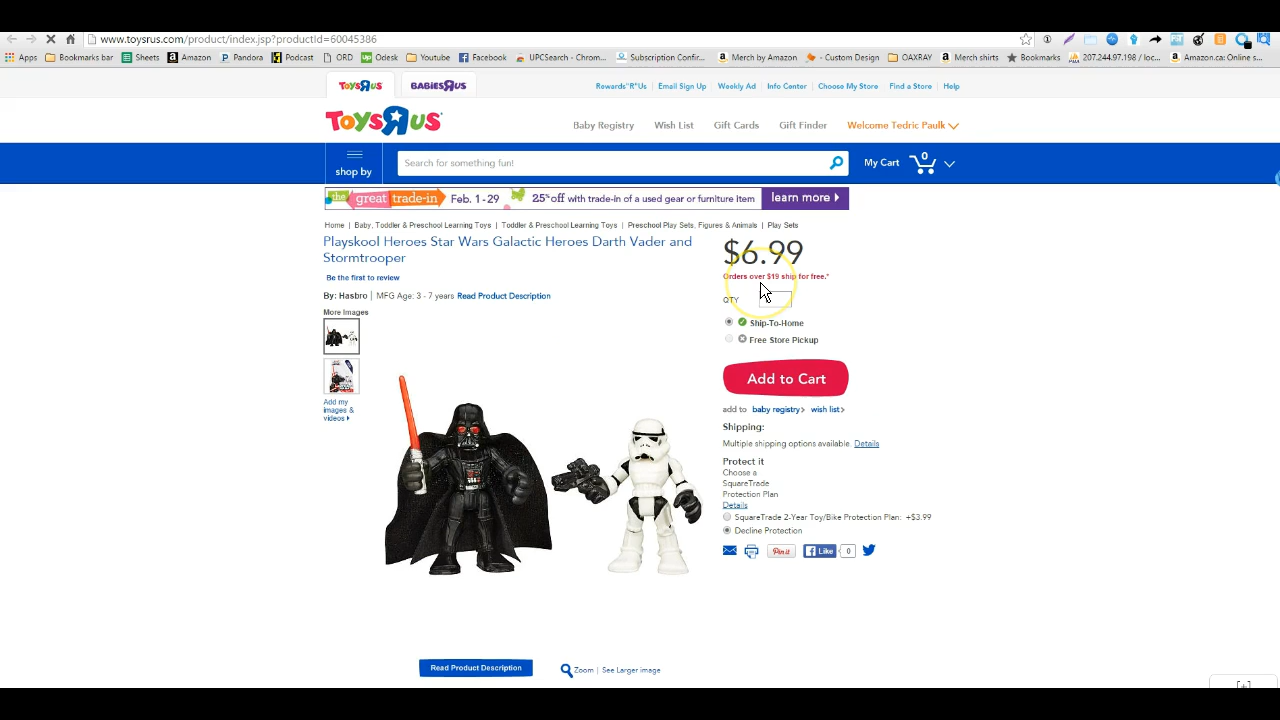 www.toysrus.com/product/index.jsp?productId=60045386
Apps Bookmarks bar Sheets Amazon Pandora Podcast ORD Odesk Youtube Facebook UPCSearch - Chrom... Subscription Confir... Merch by Amazon - Custom Design OAXRAY Merch shirts Bookmarks 207.244.97.198 / loc... Amazon.ca: Online s...
TOYSRUS BABIESRUS
Rewards"R"Us Email Sign Up Weekly Ad Info Center Choose My Store Find a Store Help
TOYSRUS
Baby Registry Wish List Gift Cards Gift Finder Welcome Tedric Paulk
shop by
Search for something fun!
My Cart 0
the great trade-in Feb. 1-29 25% off with trade-in of a used gear or furniture item learn more
Home | Baby, Toddler & Preschool Learning Toys | Toddler & Preschool Learning Toys | Preschool Play Sets, Figures & Animals | Play Sets
Playskool Heroes Star Wars Galactic Heroes Darth Vader and
Stormtrooper
Be the first to review
By: Hasbro | MFG Age: 3 - 7 years Read Product Description
More Images
Add my
images &
videos
$6.99
Orders over $19 ship for free.*
QTY
Ship-To-Home
Free Store Pickup
Add to Cart
add to baby registry wish list
Shipping:
Multiple shipping options available. Details
Protect it
Choose a
SquareTrade
Protection Plan
Details
SquareTrade 2-Year Toy/Bike Protection Plan: +$3.99
Decline Protection
Pin it Like 0
Read Product Description
Zoom | See Larger image